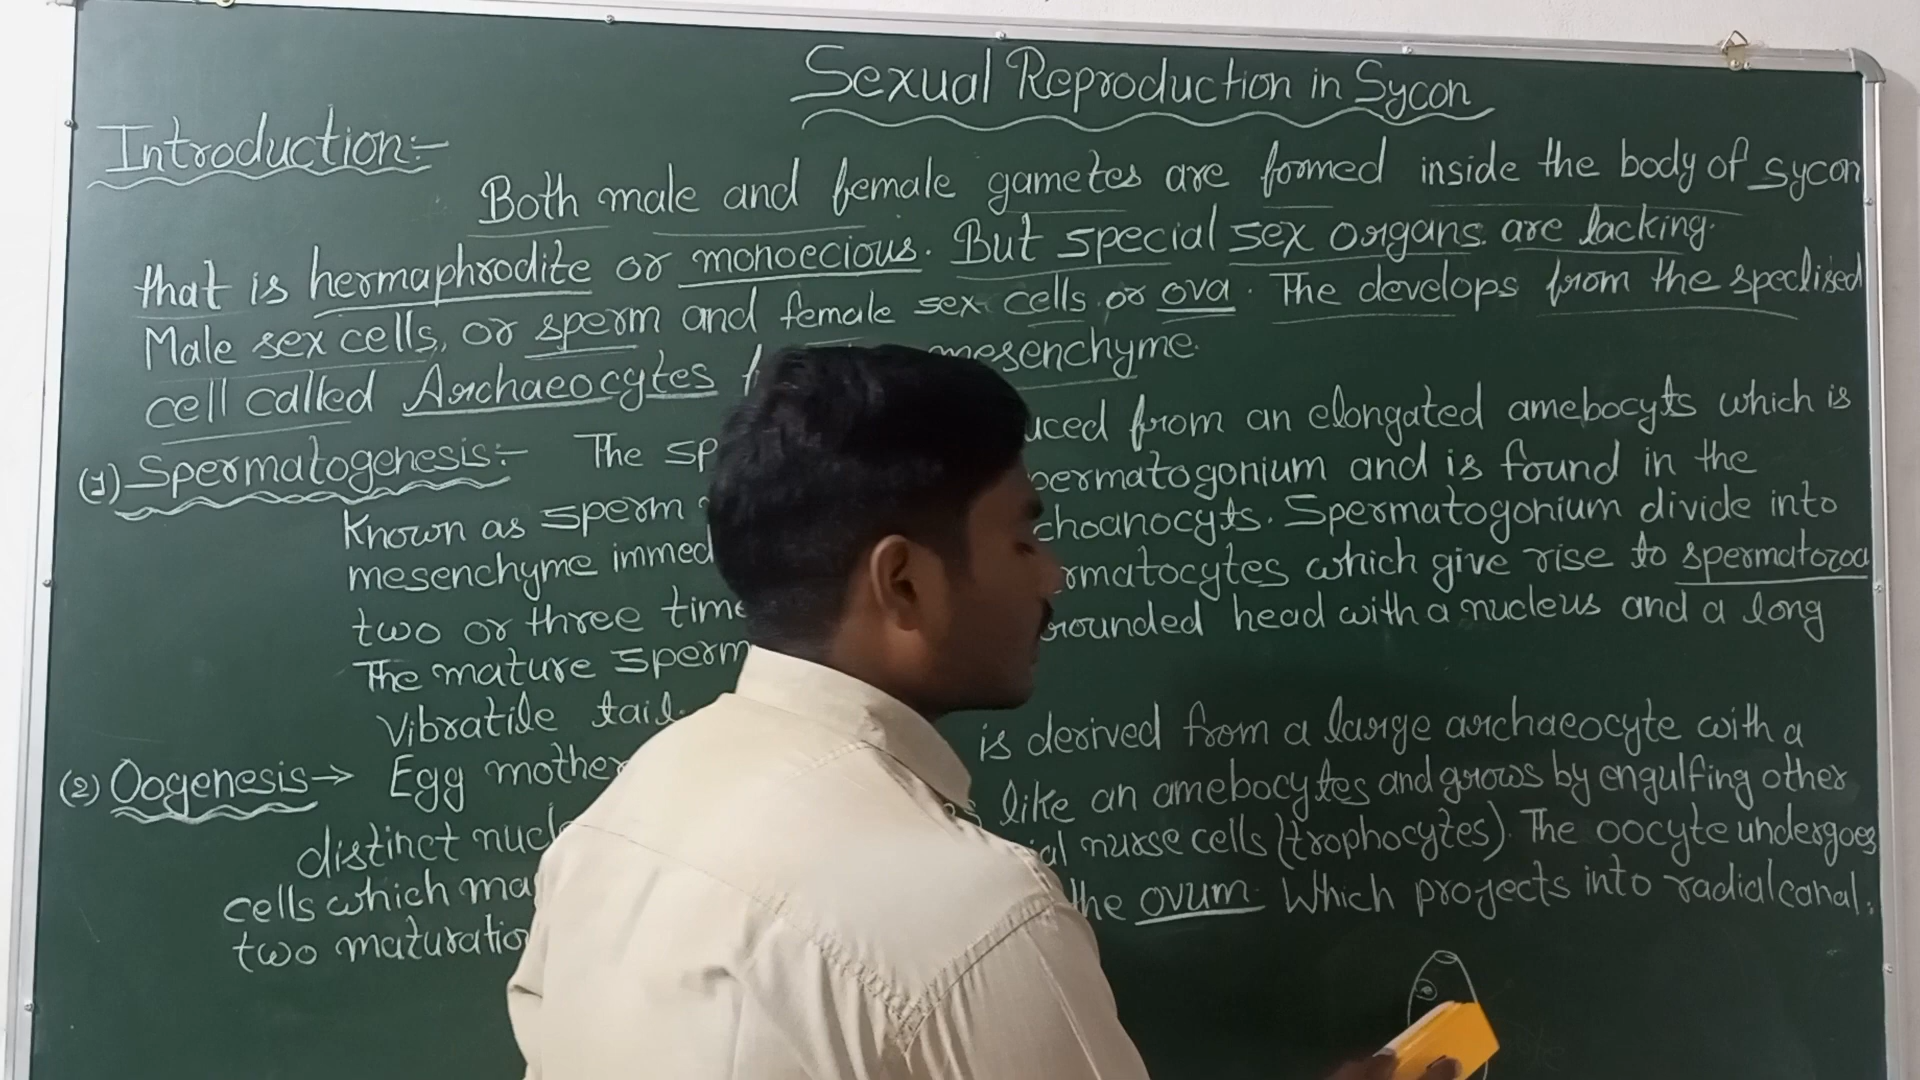 Sexual Reproduction in Sycon
Introduction:-
Both male and female gametes are formed inside the body of sycon
that is hermaphrodite or monoecious. But special sex organs are lacking.
Male sex cells, or sperm and female sex cells or ova. The develops from the speclised
cell called Archaeocytes mesenchyme.
(1) Spermatogenesis:- The sp uced from an elongated amebocyts which is
Known as sperm permatogonium and is found in the
mesenchyme immed choanocyts. Spermatogonium divide into
two or three time rmatocytes which give rise to spermatozoa
The mature sperm rounded head with a nucleus and a long
Vibratile tail.
(2) Oogenesis→ Egg mother is derived from a large archaeocyte with a
distinct nucl like an amebocytes and grows by engulfing other
cells which ma ial nurse cells (trophocytes). The oocyte undergoes
two maturation the ovum. Which projects into radial canal.